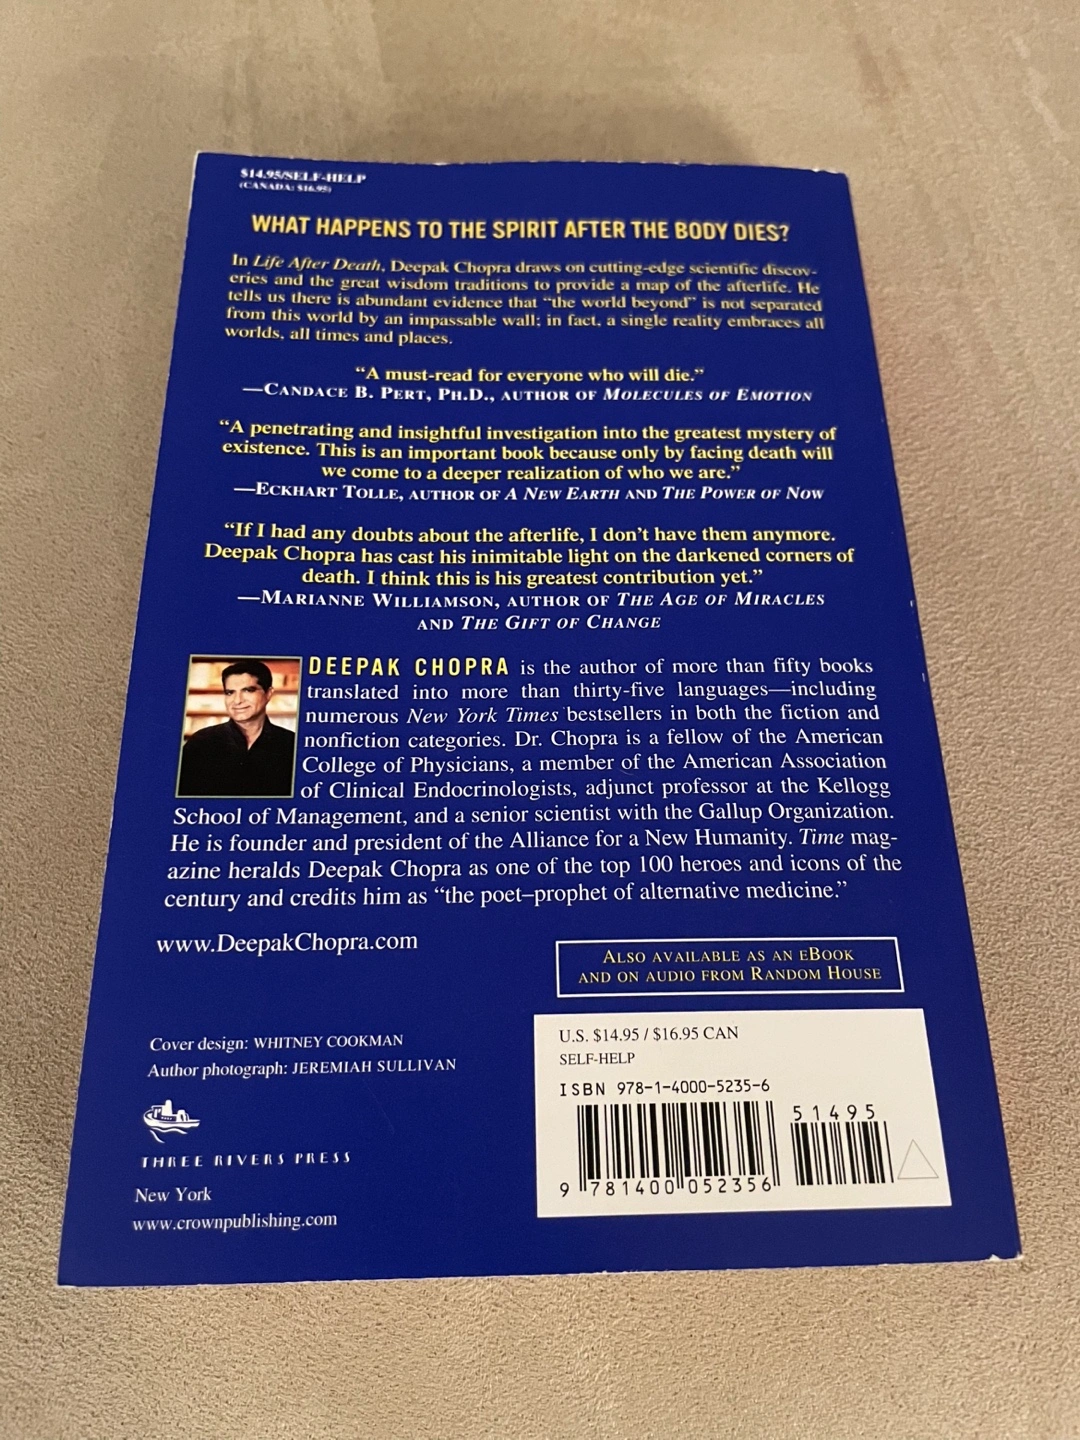 $14.95/SELF-HELP
(CANADA: $16.95)
WHAT HAPPENS TO THE SPIRIT AFTER THE BODY DIES?
In Life After Death, Deepak Chopra draws on cutting-edge scientific discov-
eries and the great wisdom traditions to provide a map of the afterlife. He
tells us there is abundant evidence that “the world beyond” is not separated
from this world by an impassable wall; in fact, a single reality embraces all
worlds, all times and places.
“A must-read for everyone who will die.”
—CANDACE B. PERT, PH.D., AUTHOR OF MOLECULES OF EMOTION
“A penetrating and insightful investigation into the greatest mystery of
existence. This is an important book because only by facing death will
we come to a deeper realization of who we are.”
—ECKHART TOLLE, AUTHOR OF A NEW EARTH AND THE POWER OF NOW
“If I had any doubts about the afterlife, I don’t have them anymore.
Deepak Chopra has cast his inimitable light on the darkened corners of
death. I think this is his greatest contribution yet.”
—MARIANNE WILLIAMSON, AUTHOR OF THE AGE OF MIRACLES
AND THE GIFT OF CHANGE
DEEPAK CHOPRA is the author of more than fifty books
translated into more than thirty-five languages—including
numerous New York Times bestsellers in both the fiction and
nonfiction categories. Dr. Chopra is a fellow of the American
College of Physicians, a member of the American Association
of Clinical Endocrinologists, adjunct professor at the Kellogg
School of Management, and a senior scientist with the Gallup Organization.
He is founder and president of the Alliance for a New Humanity. Time mag-
azine heralds Deepak Chopra as one of the top 100 heroes and icons of the
century and credits him as “the poet–prophet of alternative medicine.”
www.DeepakChopra.com
ALSO AVAILABLE AS AN EBOOK
AND ON AUDIO FROM RANDOM HOUSE
Cover design: WHITNEY COOKMAN
Author photograph: JEREMIAH SULLIVAN
THREE RIVERS PRESS
New York
www.crownpublishing.com
U.S. $14.95 / $16.95 CAN
SELF-HELP
ISBN 978-1-4000-5235-6
51495
9 781400 052356